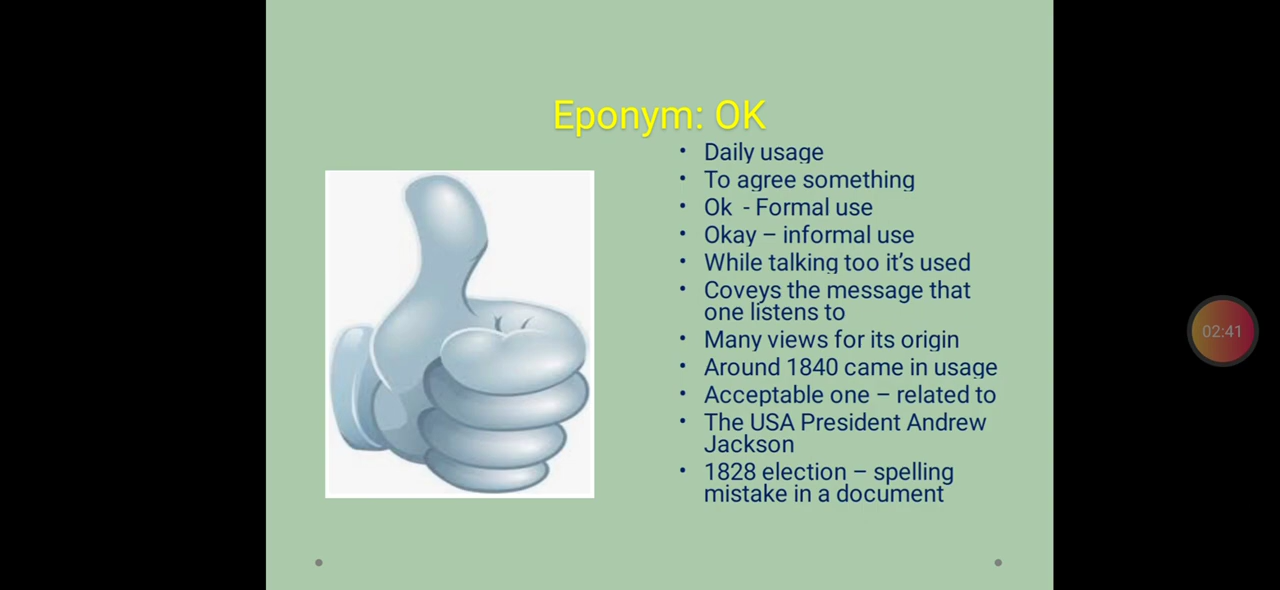 Eponym: OK
• Daily usage
• To agree something
• Ok - Formal use
• Okay – informal use
• While talking too it's used
• Coveys the message that
one listens to
• Many views for its origin
• Around 1840 came in usage
• Acceptable one – related to
• The USA President Andrew
Jackson
• 1828 election – spelling
mistake in a document
02:41